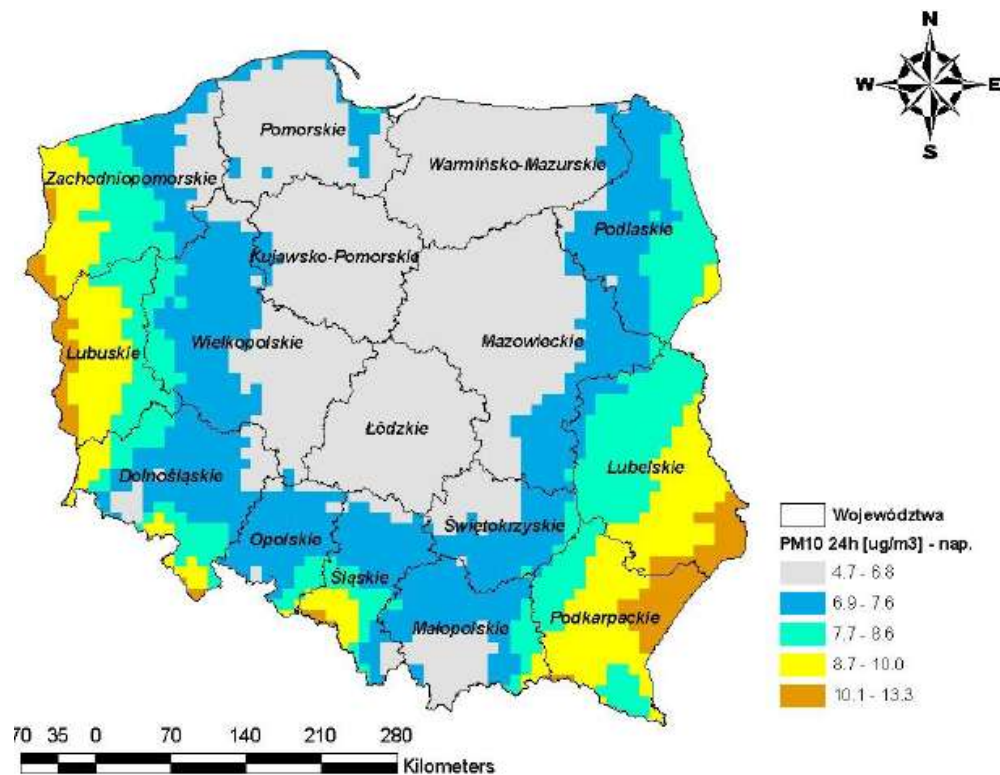 N
W E
S
Pomorskie
Warmińsko-Mazurskie
Zachodniopomorskie
Podlaskie
Kujawsko-Pomorskie
Wielkopolskie
Mazowieckie
Lubuskie
Łódzkie
Lubelskie
Dolnośląskie
Świetokrzyskie
Opolskie
Śląskie
Podkarpackie
Małopolskie
Województwa
PM10 24h [ug/m3] - nap.
4.7 - 6.8
6.9 - 7.6
7.7 - 8.6
8.7 - 10.0
10.1 - 13.3
70 35 0 70 140 210 280
Kilometers